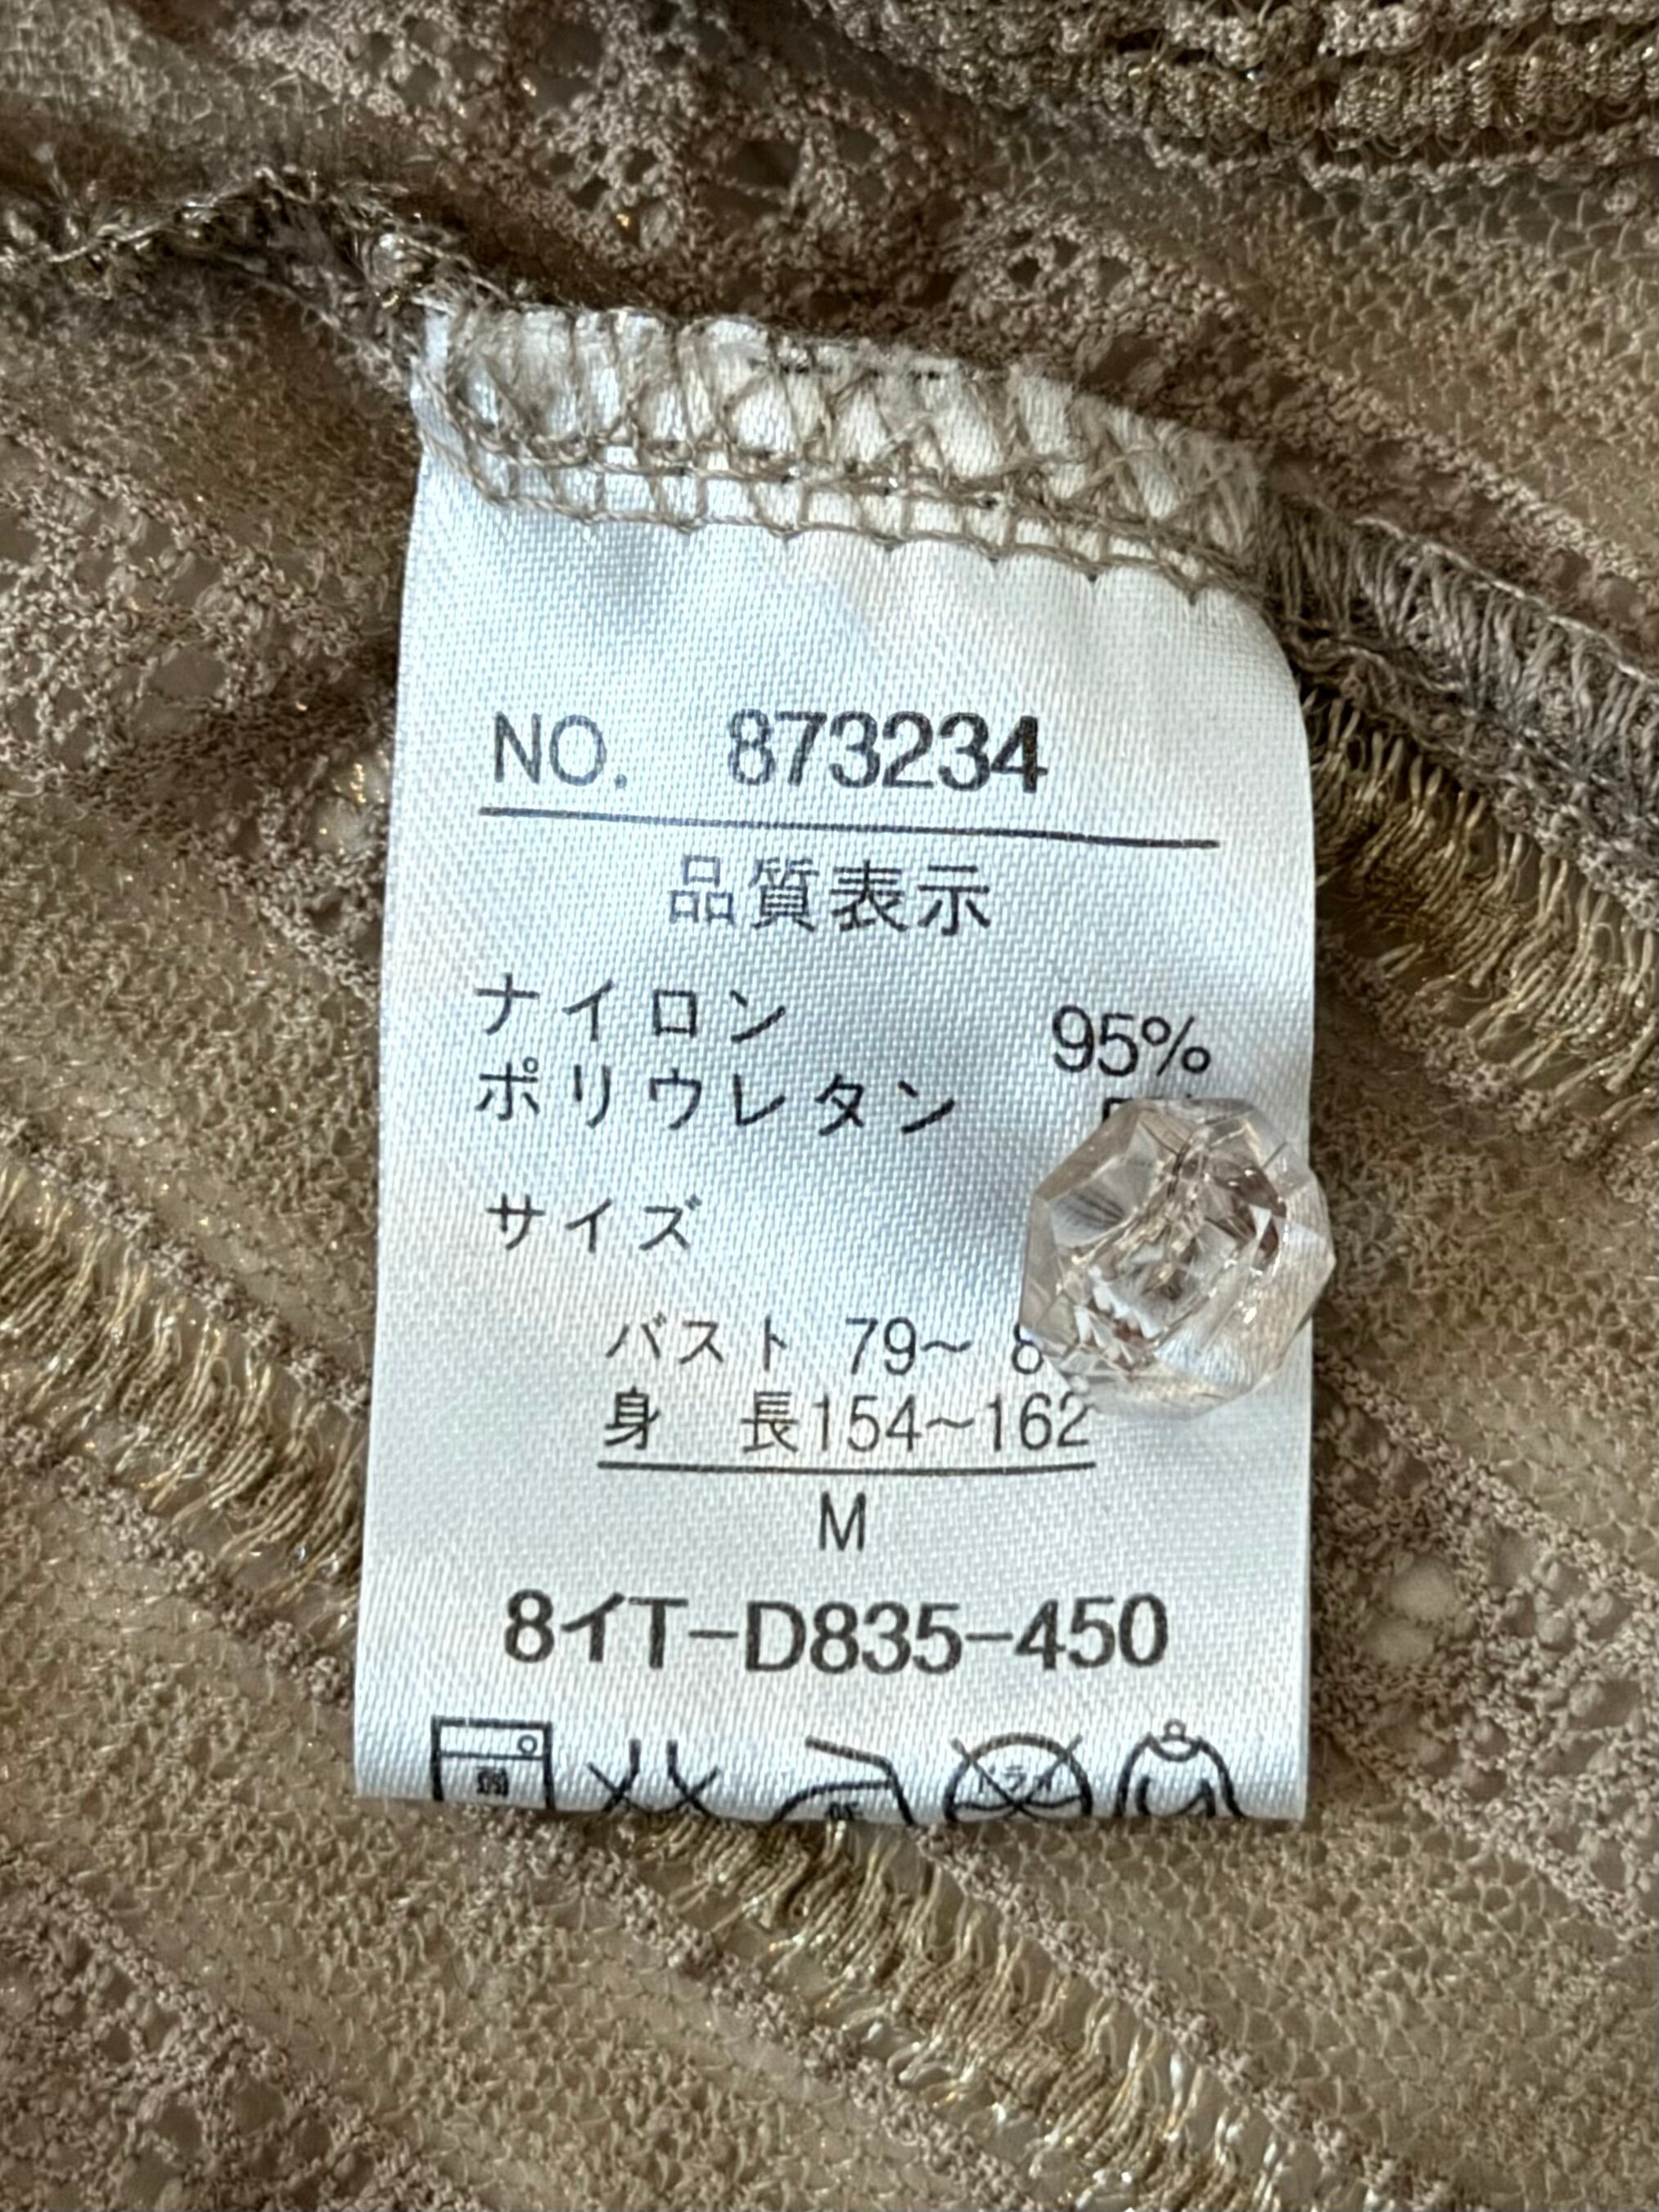 NO. 873234
品質表示
ナイロン 95%
ポリウレタン
サイズ
バスト 79～ 8
身 長154～162
M
8イT-D835-450